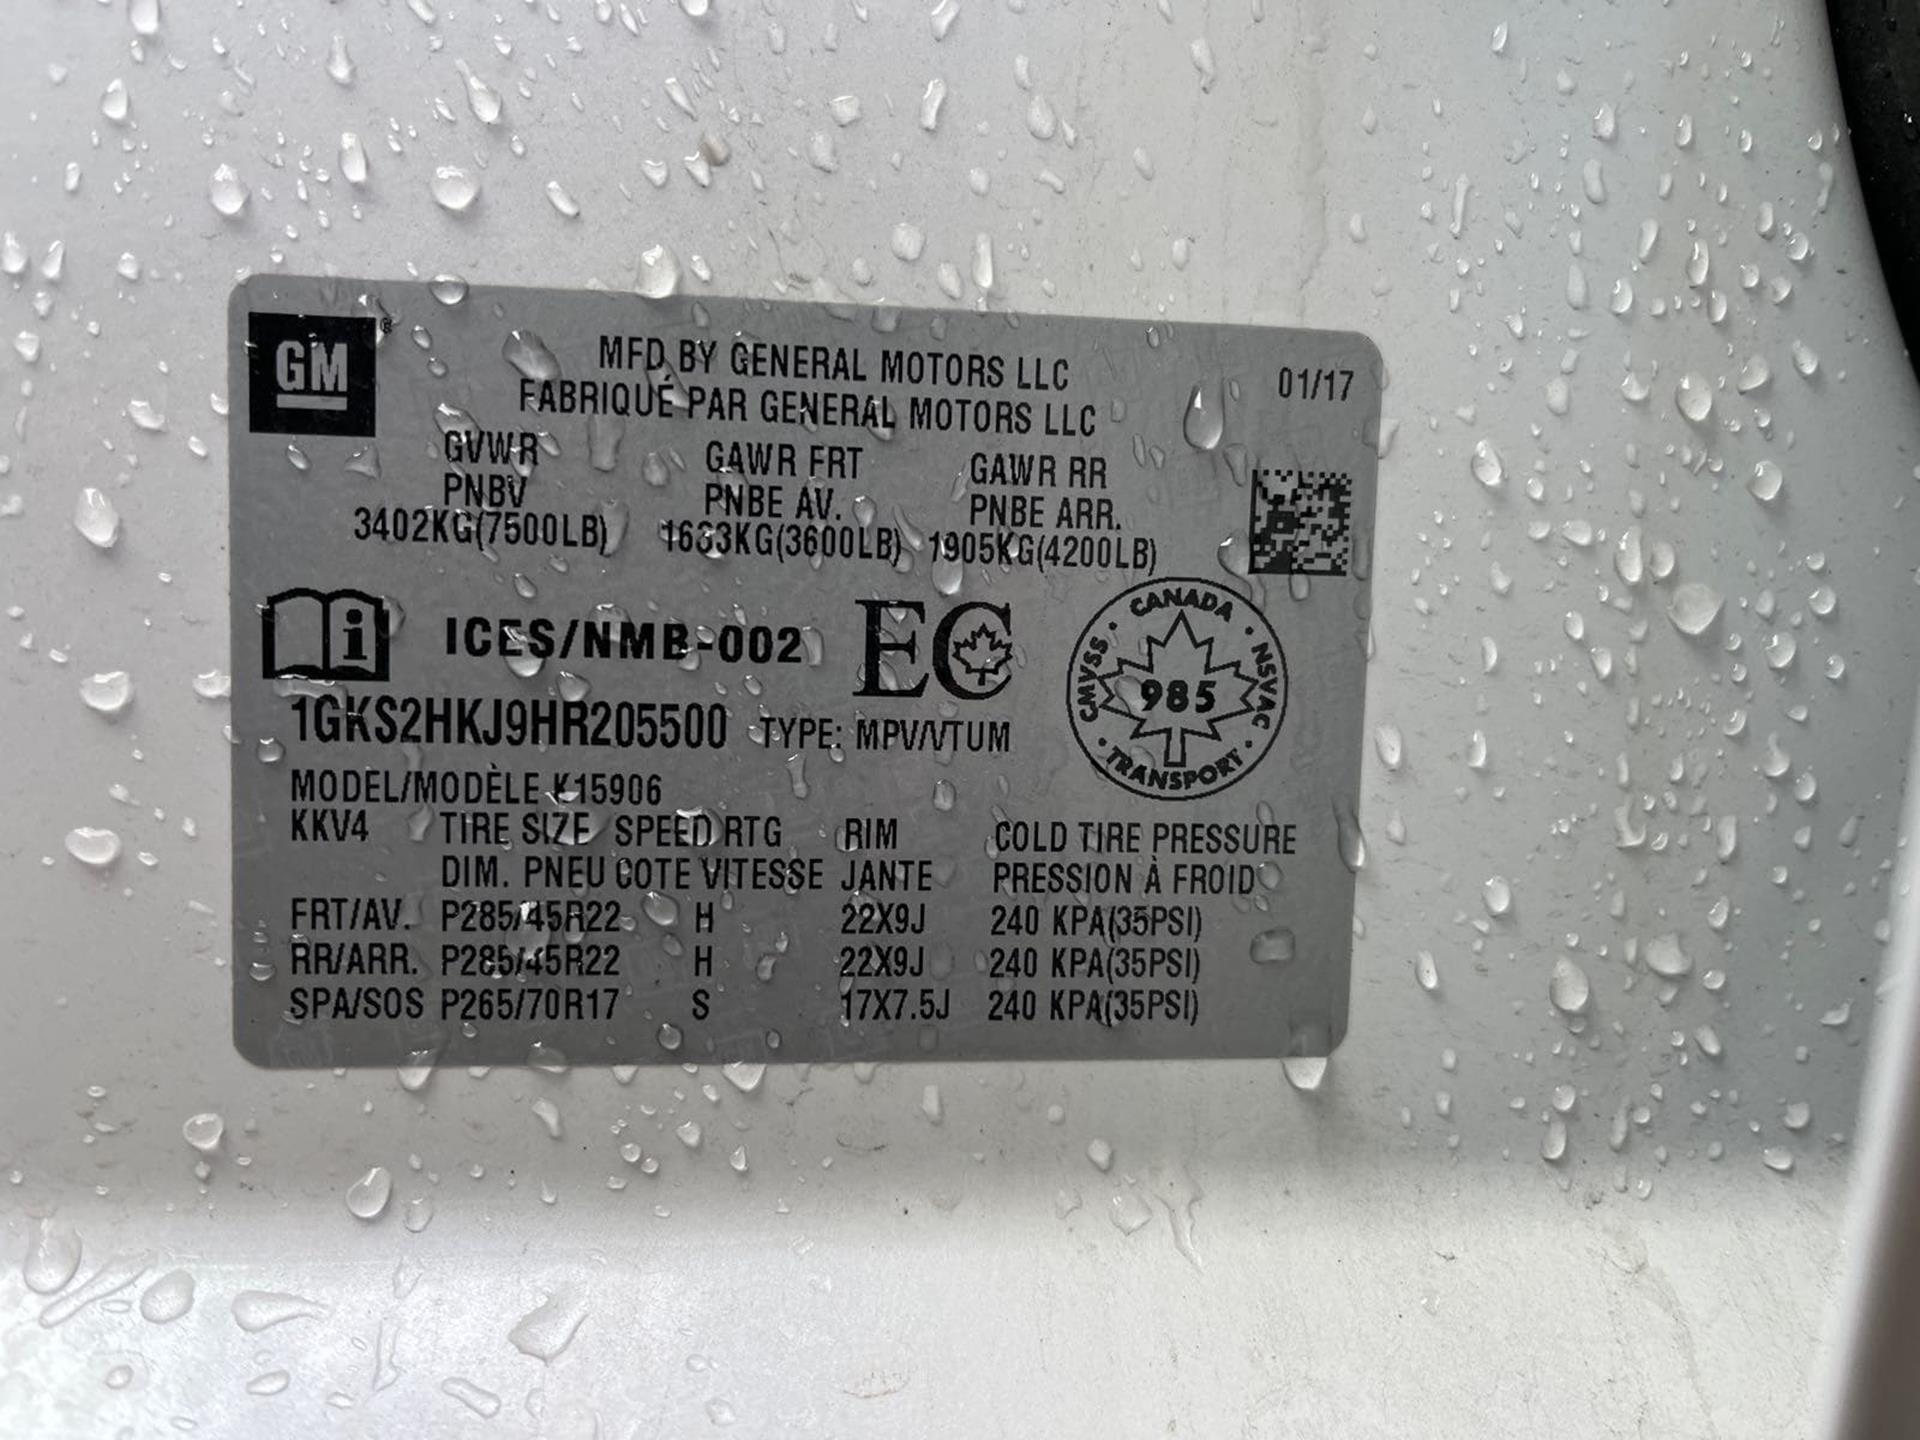 GM
MFD BY GENERAL MOTORS LLC
FABRIQUÉ PAR GENERAL MOTORS LLC
01/17
GVWR GAWR FRT GAWR RR
PNBV PNBE AV. PNBE ARR.
3402KG(7500LB) 1633KG(3600LB) 1905KG(4200LB)
i ICES/NMB-002 EC
CANADA · NSVAC · TRANSPORT · CMVSS ·
985
1GKS2HKJ9HR205500 TYPE: MPV/VTUM
MODEL/MODÈLE K15906
KKV4 TIRE SIZE SPEED RTG RIM COLD TIRE PRESSURE
DIM. PNEU COTE VITESSE JANTE PRESSION À FROID
FRT/AV. P285/45R22 H 22X9J 240 KPA(35PSI)
RR/ARR. P285/45R22 H 22X9J 240 KPA(35PSI)
SPA/SOS P265/70R17 S 17X7.5J 240 KPA(35PSI)